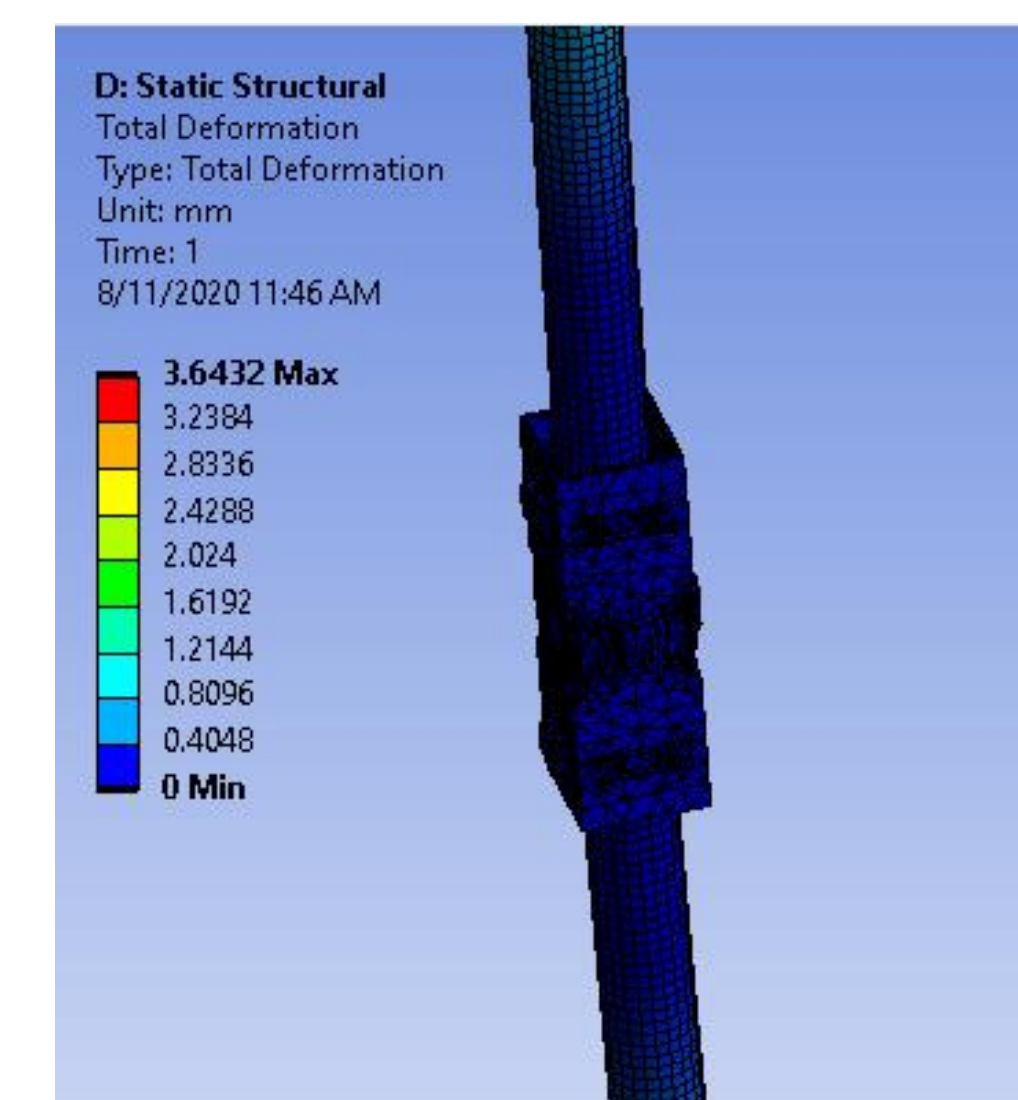 D: Static Structural
Total Deformation
Type: Total Deformation
Unit: mm
Time: 1
8/11/2020 11:46 AM
3.6432 Max
3.2384
2.8336
2.4288
2.024
1.6192
1.2144
0.8096
0.4048
0 Min